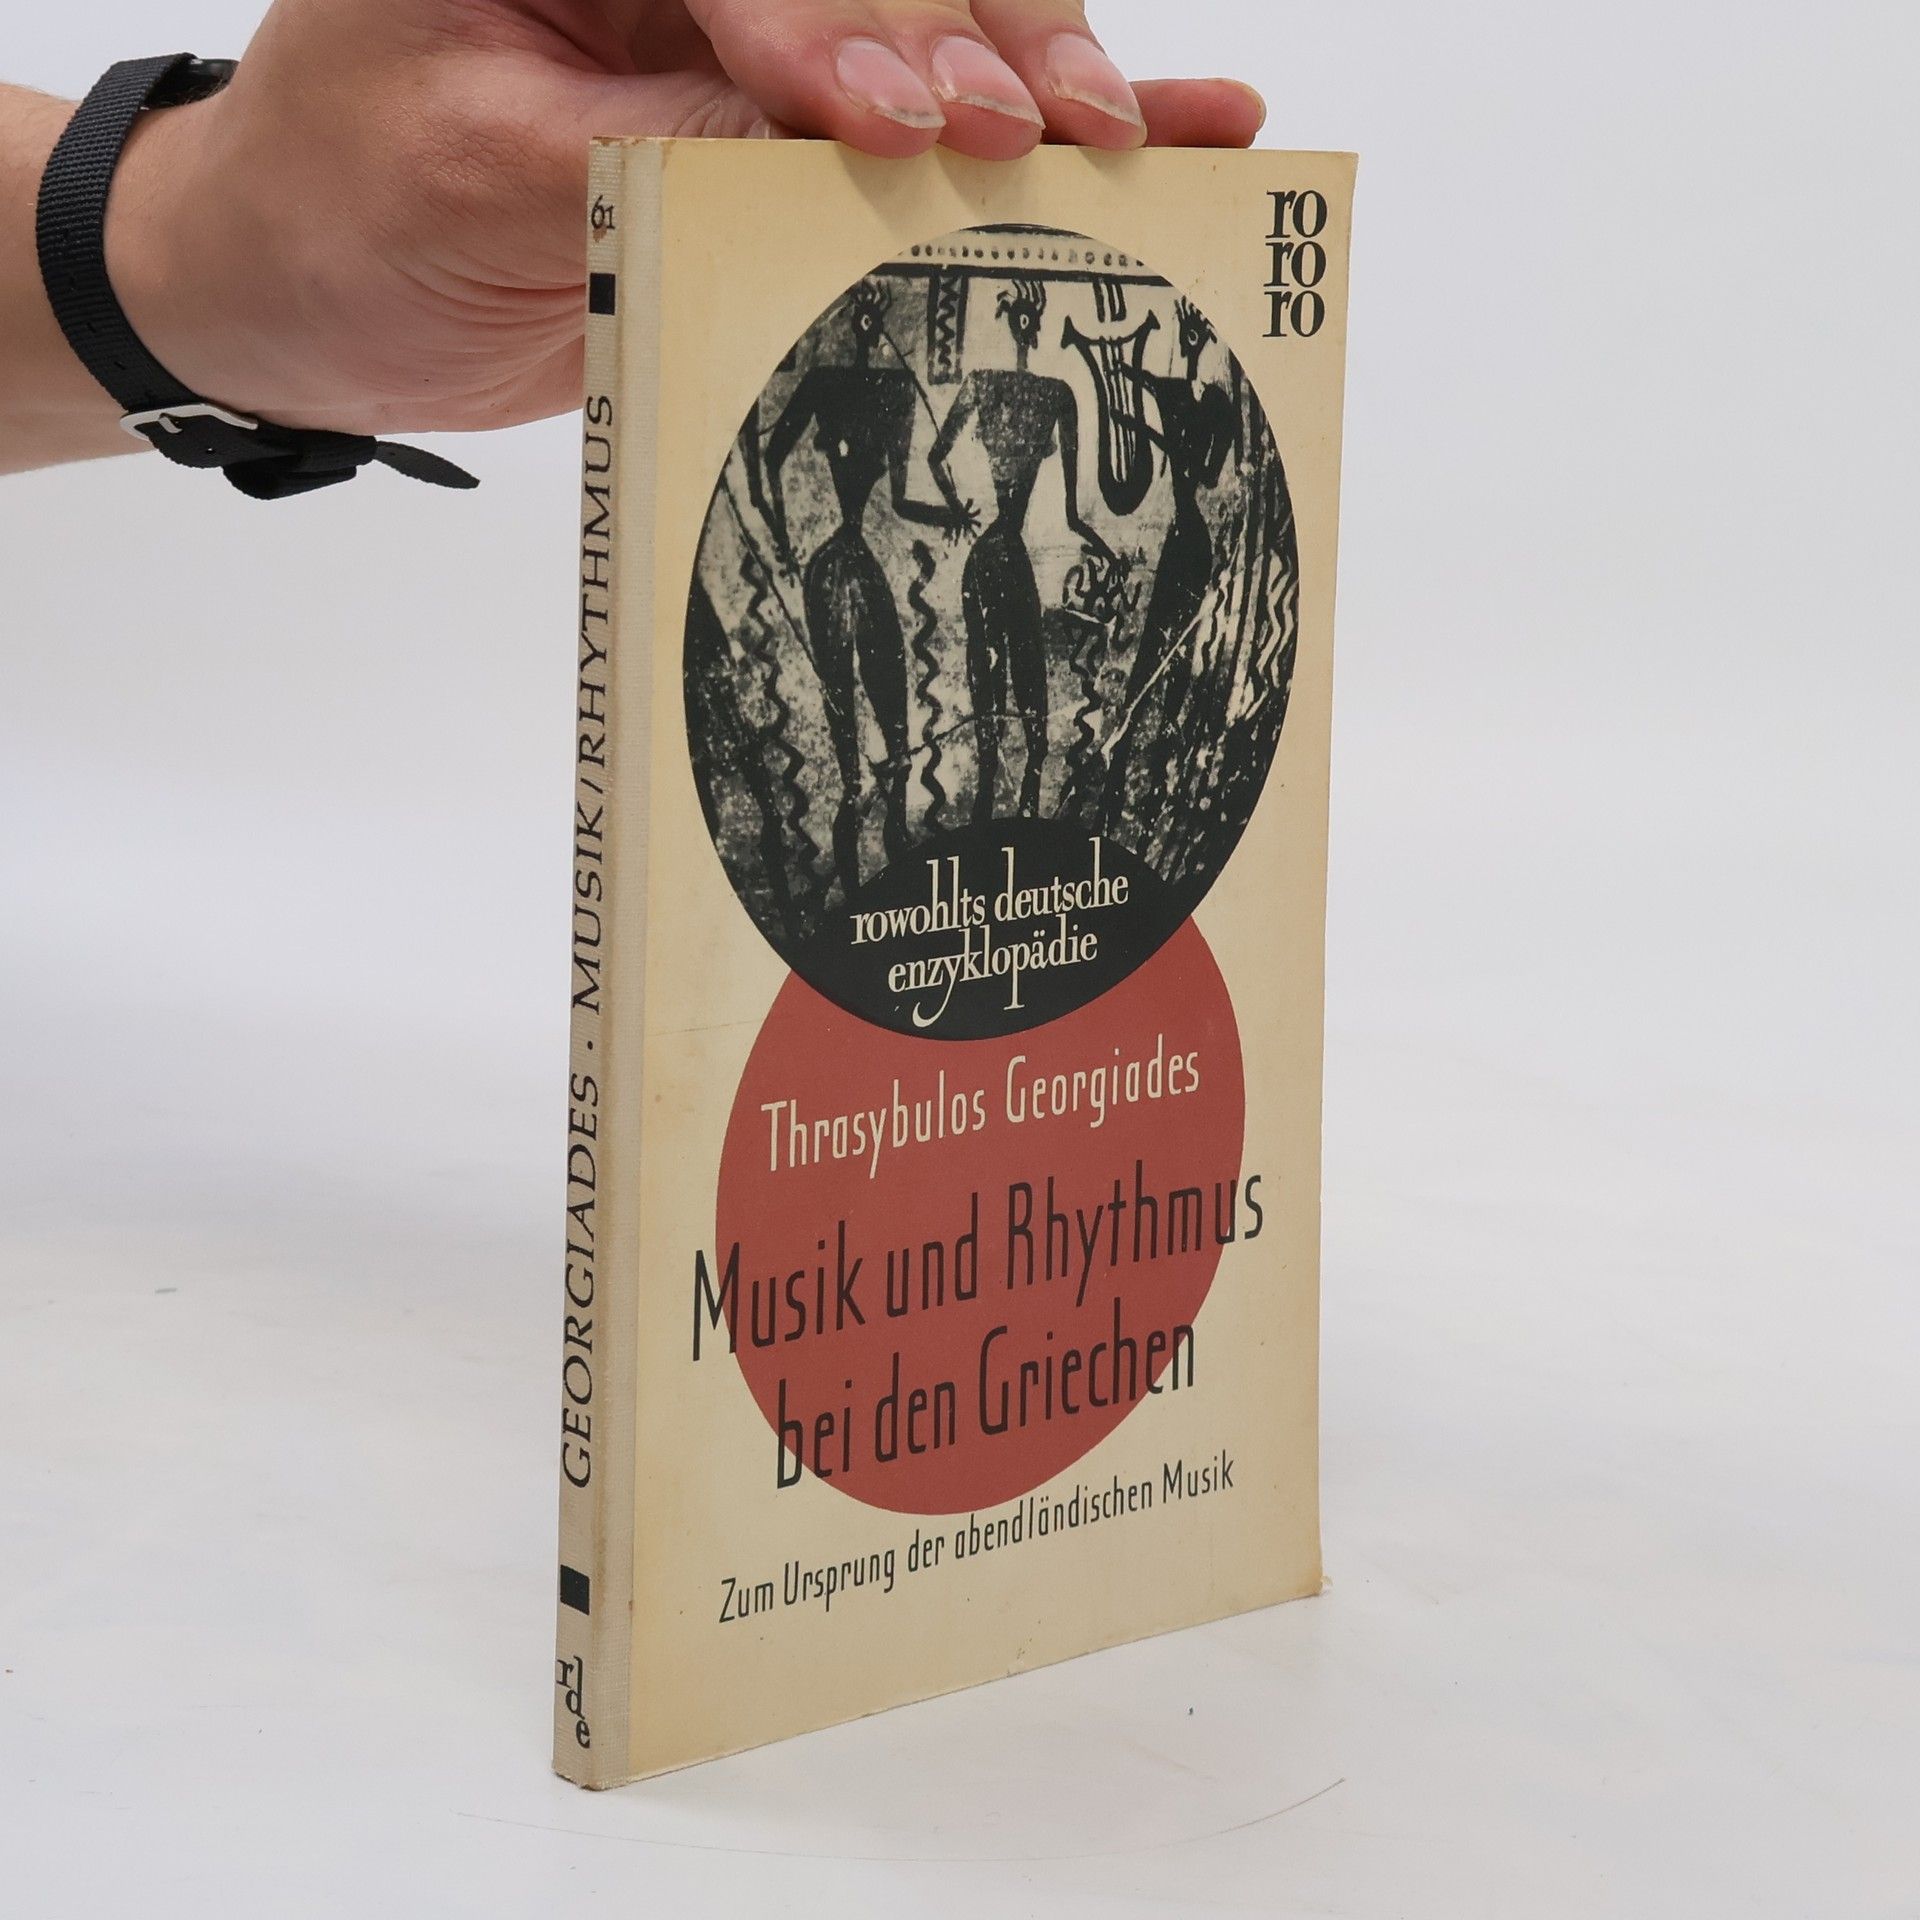 61
GEORGIADES · MUSIK/RHYTHMUS
rde
ro
ro
ro
rowohlts deutsche
enzyklopädie
Thrasybulos Georgiades
Musik und Rhythmus
bei den Griechen
Zum Ursprung der abendländischen Musik